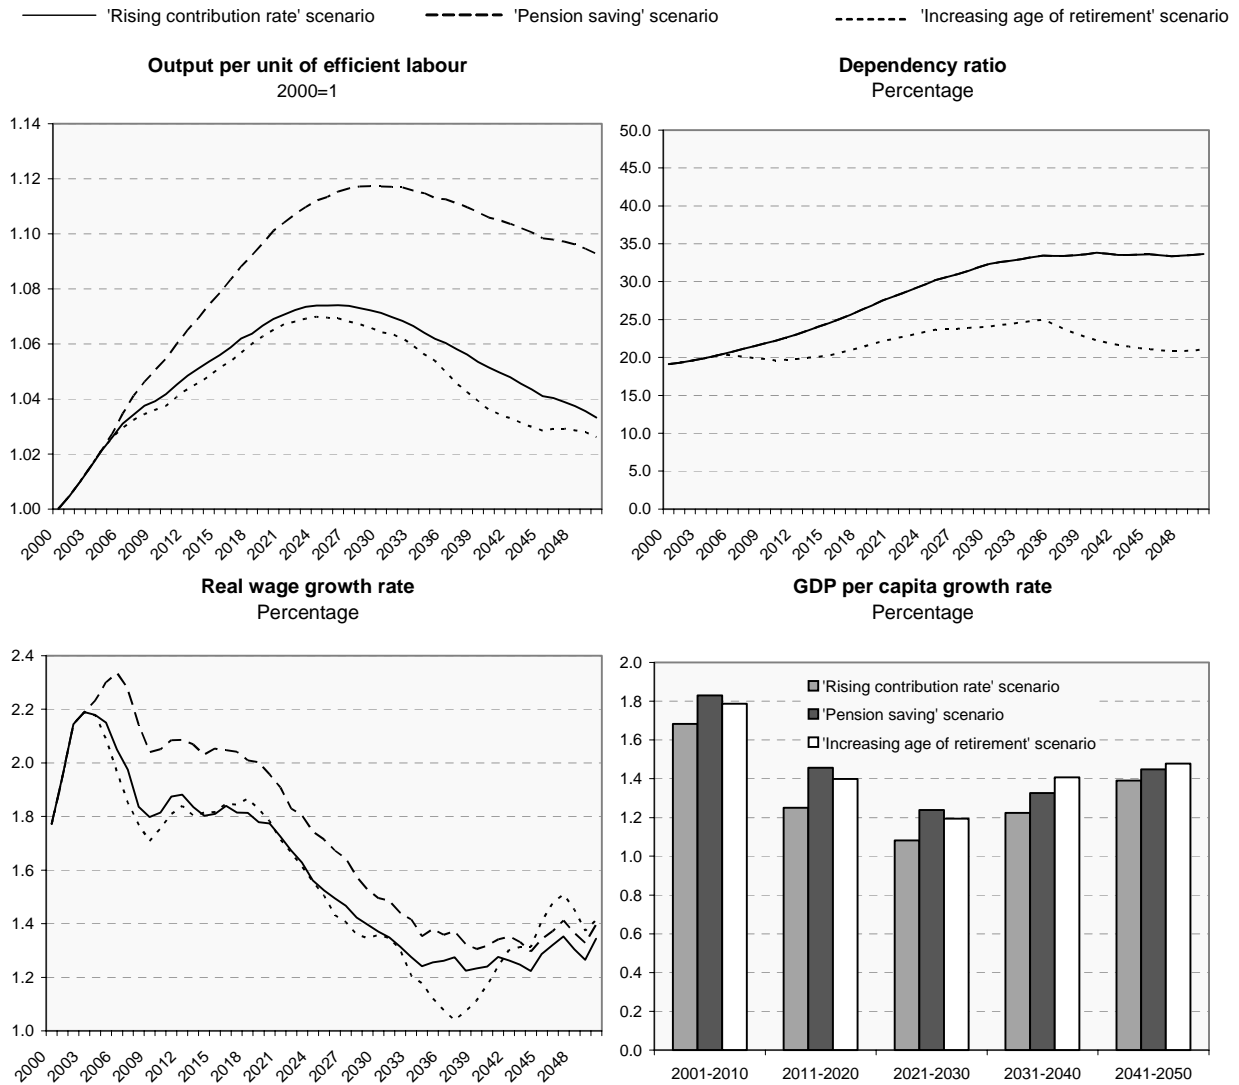 'Rising contribution rate' scenario 'Pension saving' scenario 'Increasing age of retirement' scenario
Output per unit of efficient labour
2000=1
1.14
1.12
1.10
1.08
1.06
1.04
1.02
1.00
2000 2003 2006 2009 2012 2015 2018 2021 2024 2027 2030 2033 2036 2039 2042 2045 2048
Dependency ratio
Percentage
50.0
45.0
40.0
35.0
30.0
25.0
20.0
15.0
10.0
5.0
0.0
2000 2003 2006 2009 2012 2015 2018 2021 2024 2027 2030 2033 2036 2039 2042 2045 2048
Real wage growth rate
Percentage
2.4
2.2
2.0
1.8
1.6
1.4
1.2
1.0
2000 2003 2006 2009 2012 2015 2018 2021 2024 2027 2030 2033 2036 2039 2042 2045 2048
GDP per capita growth rate
Percentage
2.0
1.8
1.6
1.4
1.2
1.0
0.8
0.6
0.4
0.2
0.0
'Rising contribution rate' scenario
'Pension saving' scenario
'Increasing age of retirement' scenario
2001-2010 2011-2020 2021-2030 2031-2040 2041-2050